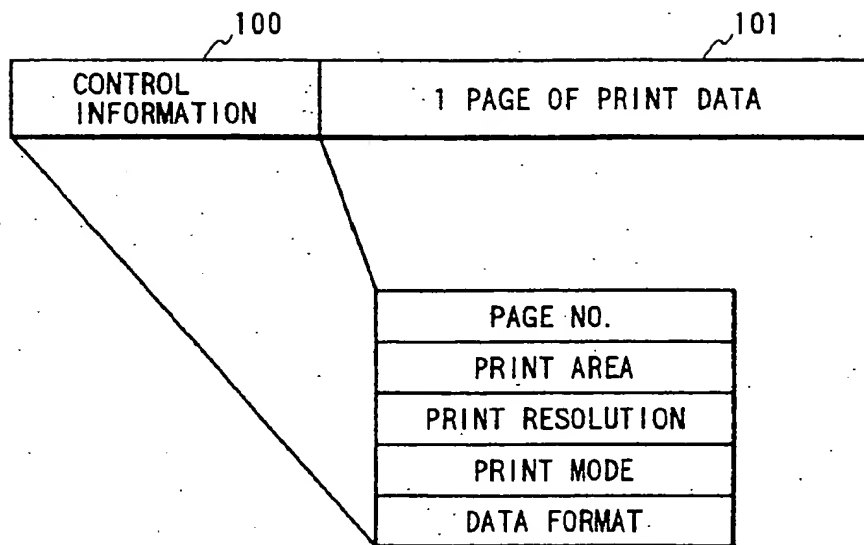 100
101
CONTROL
INFORMATION
1 PAGE OF PRINT DATA
PAGE NO.
PRINT AREA
PRINT RESOLUTION
PRINT MODE
DATA FORMAT